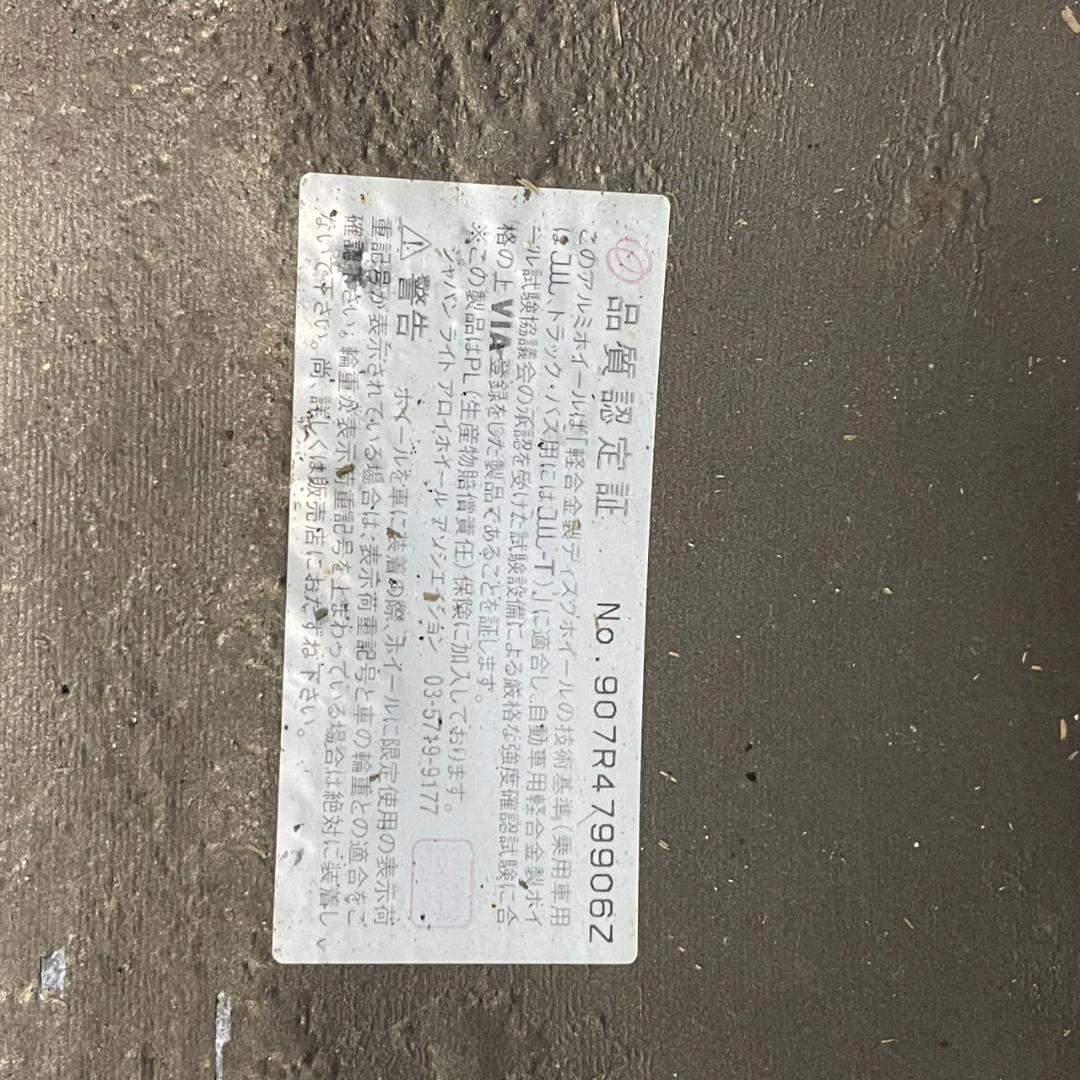 品質認定証 No.907R4799062
このアルミホイールは「軽合金製ディスクホイールの技術基準(乗用車用
はJWL、トラック・バス用にはJWL-T)」に適合し、自動車用軽合金製ホイ
ール試験協議会の承認を受けた試験設備による厳格な強度確認試験に合
格の上VIA登録をした製品であることを証します。
※この製品はPL(生産物賠償責任)保険に加入しております。
ジャパン ライト アロイホイール アソシエイション 03-5719-9177
警告 ホイールを車に装着の際、ホイールに限定使用の表示荷
重記号が表示されている場合は、表示荷重記号と車の輪重との適合をご
確認下さい。輪重が表示荷重記号を上まわっている場合は絶対に装着し
ないで下さい。尚、詳しくは販売店におたずね下さい。